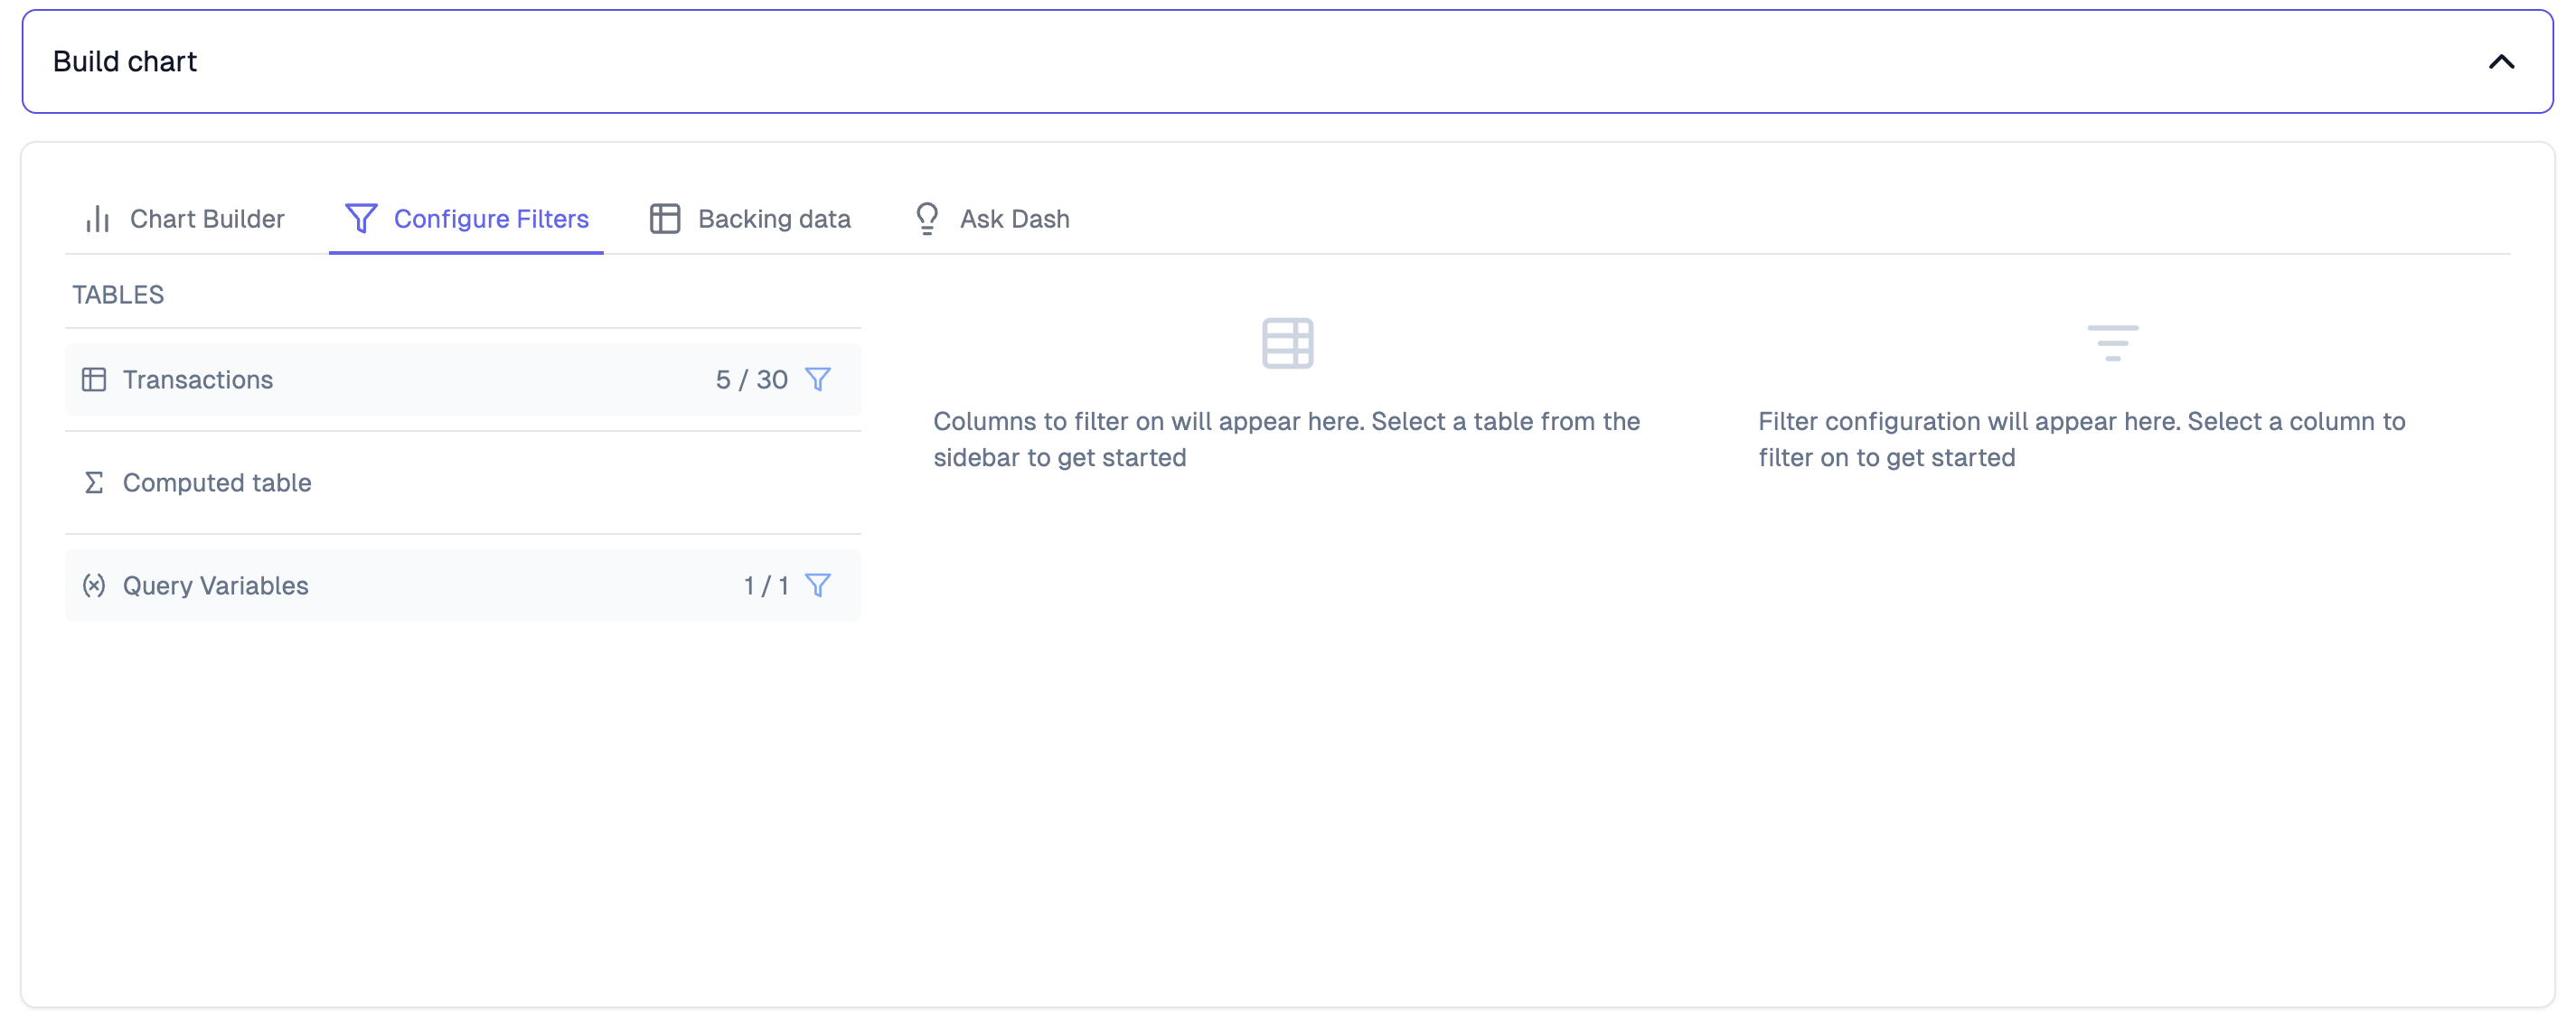 Build chart
Chart Builder
Configure Filters
Backing data
Ask Dash
TABLES
Transactions
5 / 30
Computed table
Query Variables
1 / 1
Columns to filter on will appear here. Select a table from the
sidebar to get started
Filter configuration will appear here. Select a column to
filter on to get started